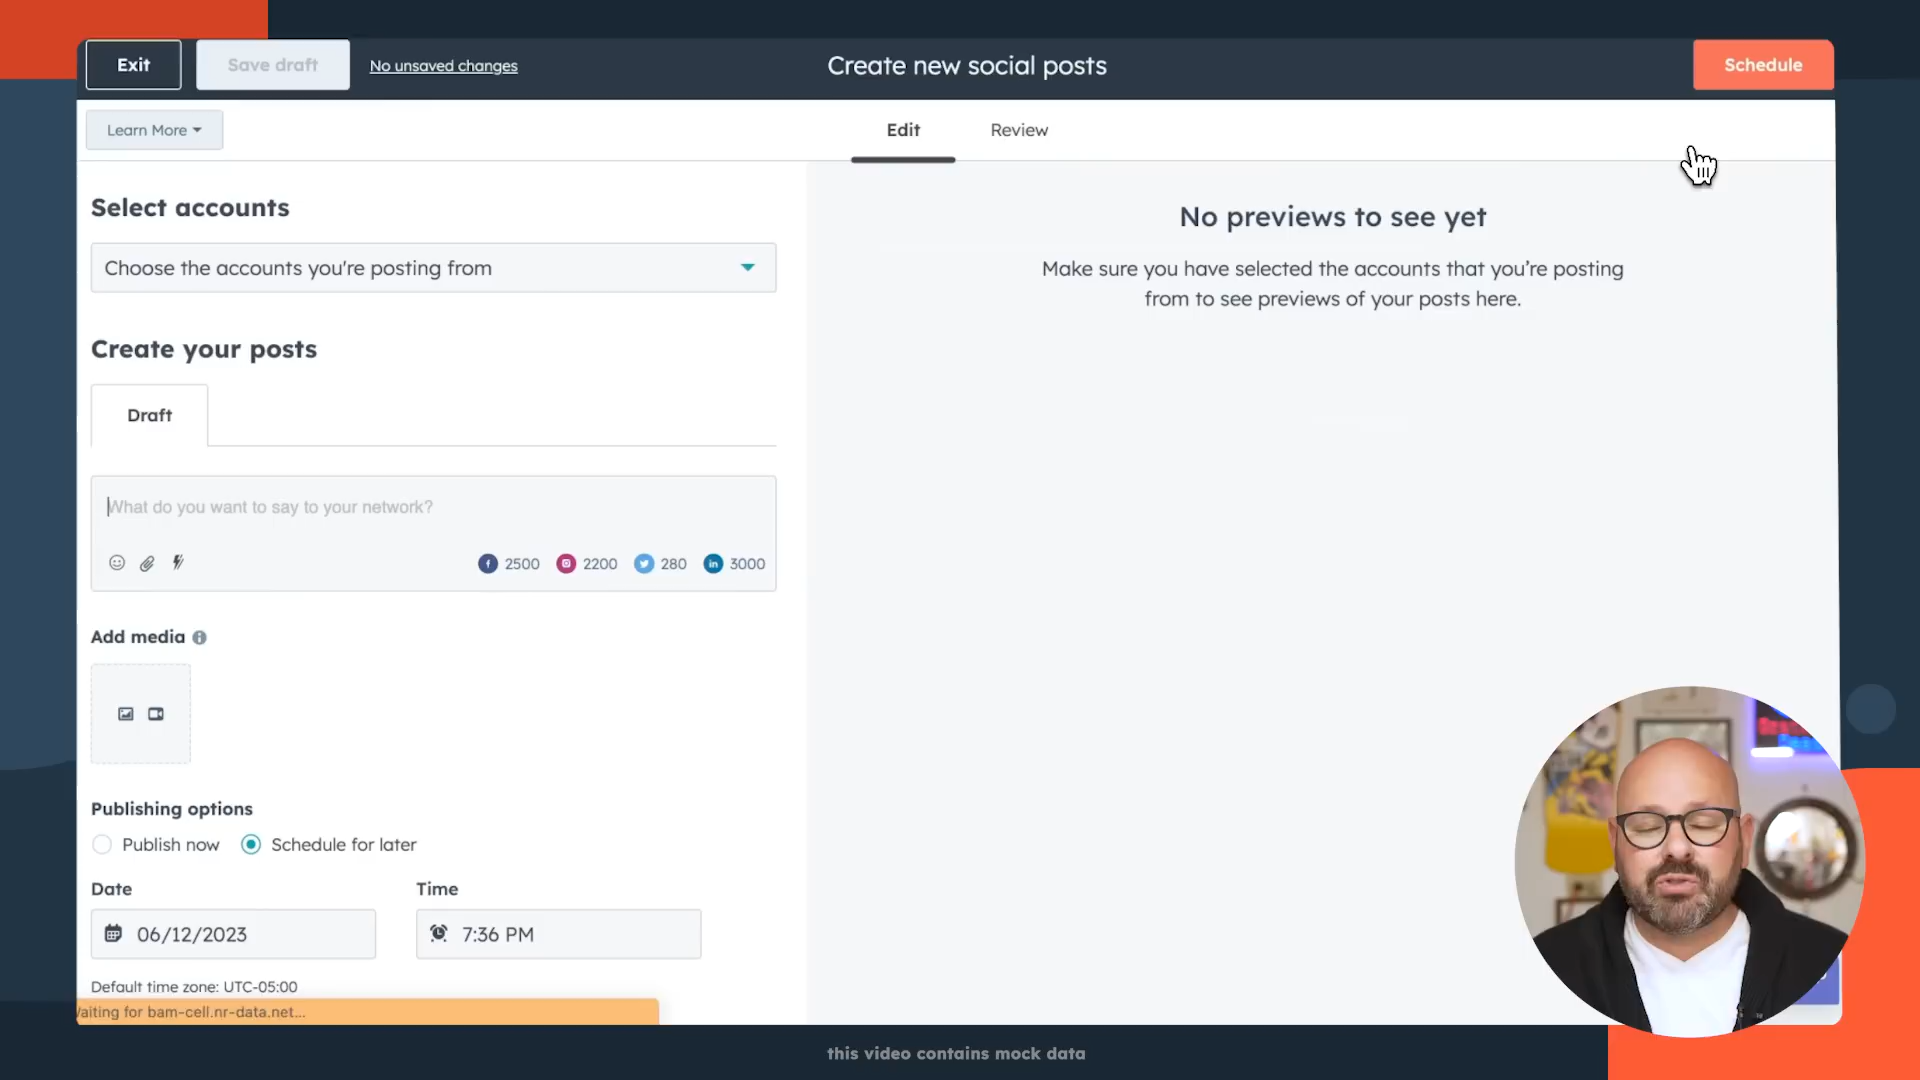 Exit
Save draft
No unsaved changes
Create new social posts
Schedule
Learn More
Edit
Review
Select accounts
Choose the accounts you're posting from
Create your posts
Draft
What do you want to say to your network?
2500
2200
280
in 3000
Add media
Publishing options
Publish now
Schedule for later
Date
Time
06/12/2023
7:36 PM
Default time zone: UTC-05:00
Waiting for bam-cell.nr-data.net...
No previews to see yet
Make sure you have selected the accounts that you’re posting
from to see previews of your posts here.
this video contains mock data